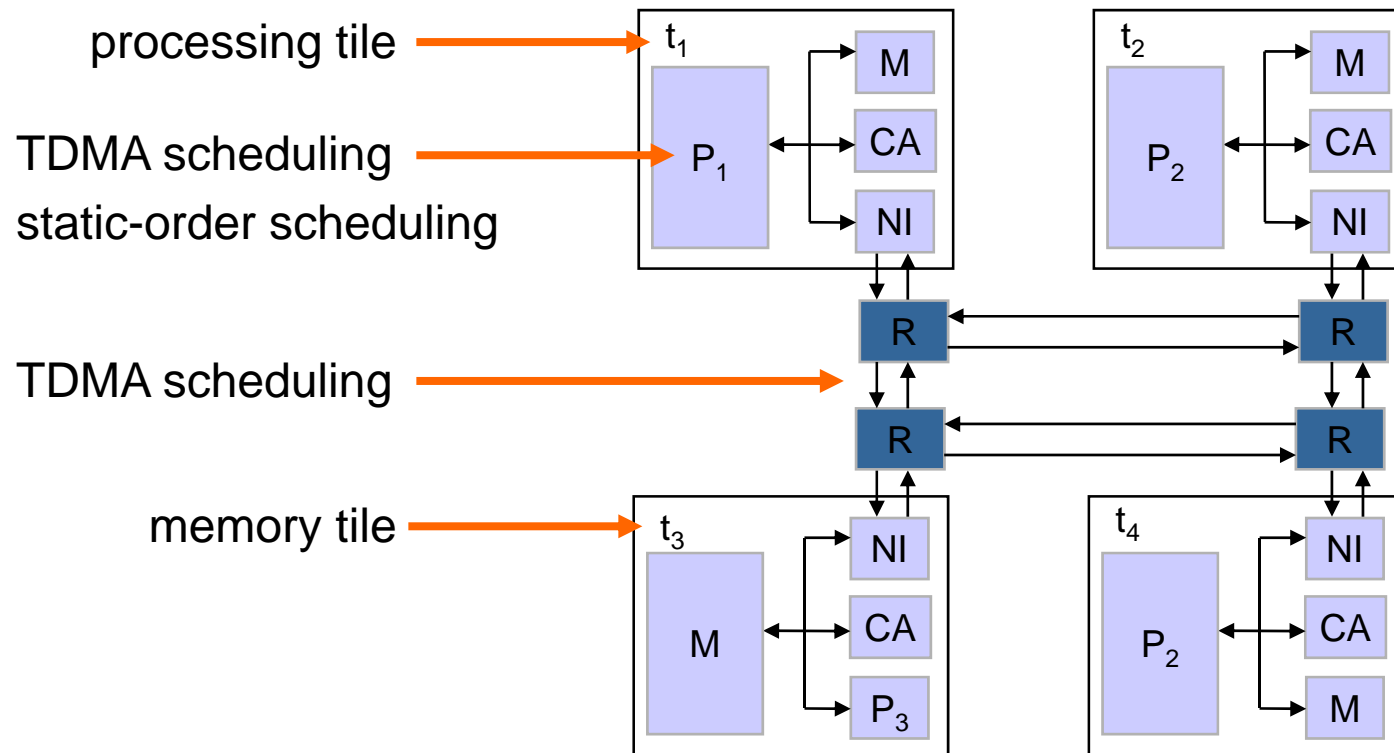 processing tile
t1
M
t2
M
TDMA scheduling
P1
CA
P2
CA
static-order scheduling
NI
NI
R
R
TDMA scheduling
R
R
memory tile
t3
NI
t4
NI
M
CA
P2
CA
P3
M